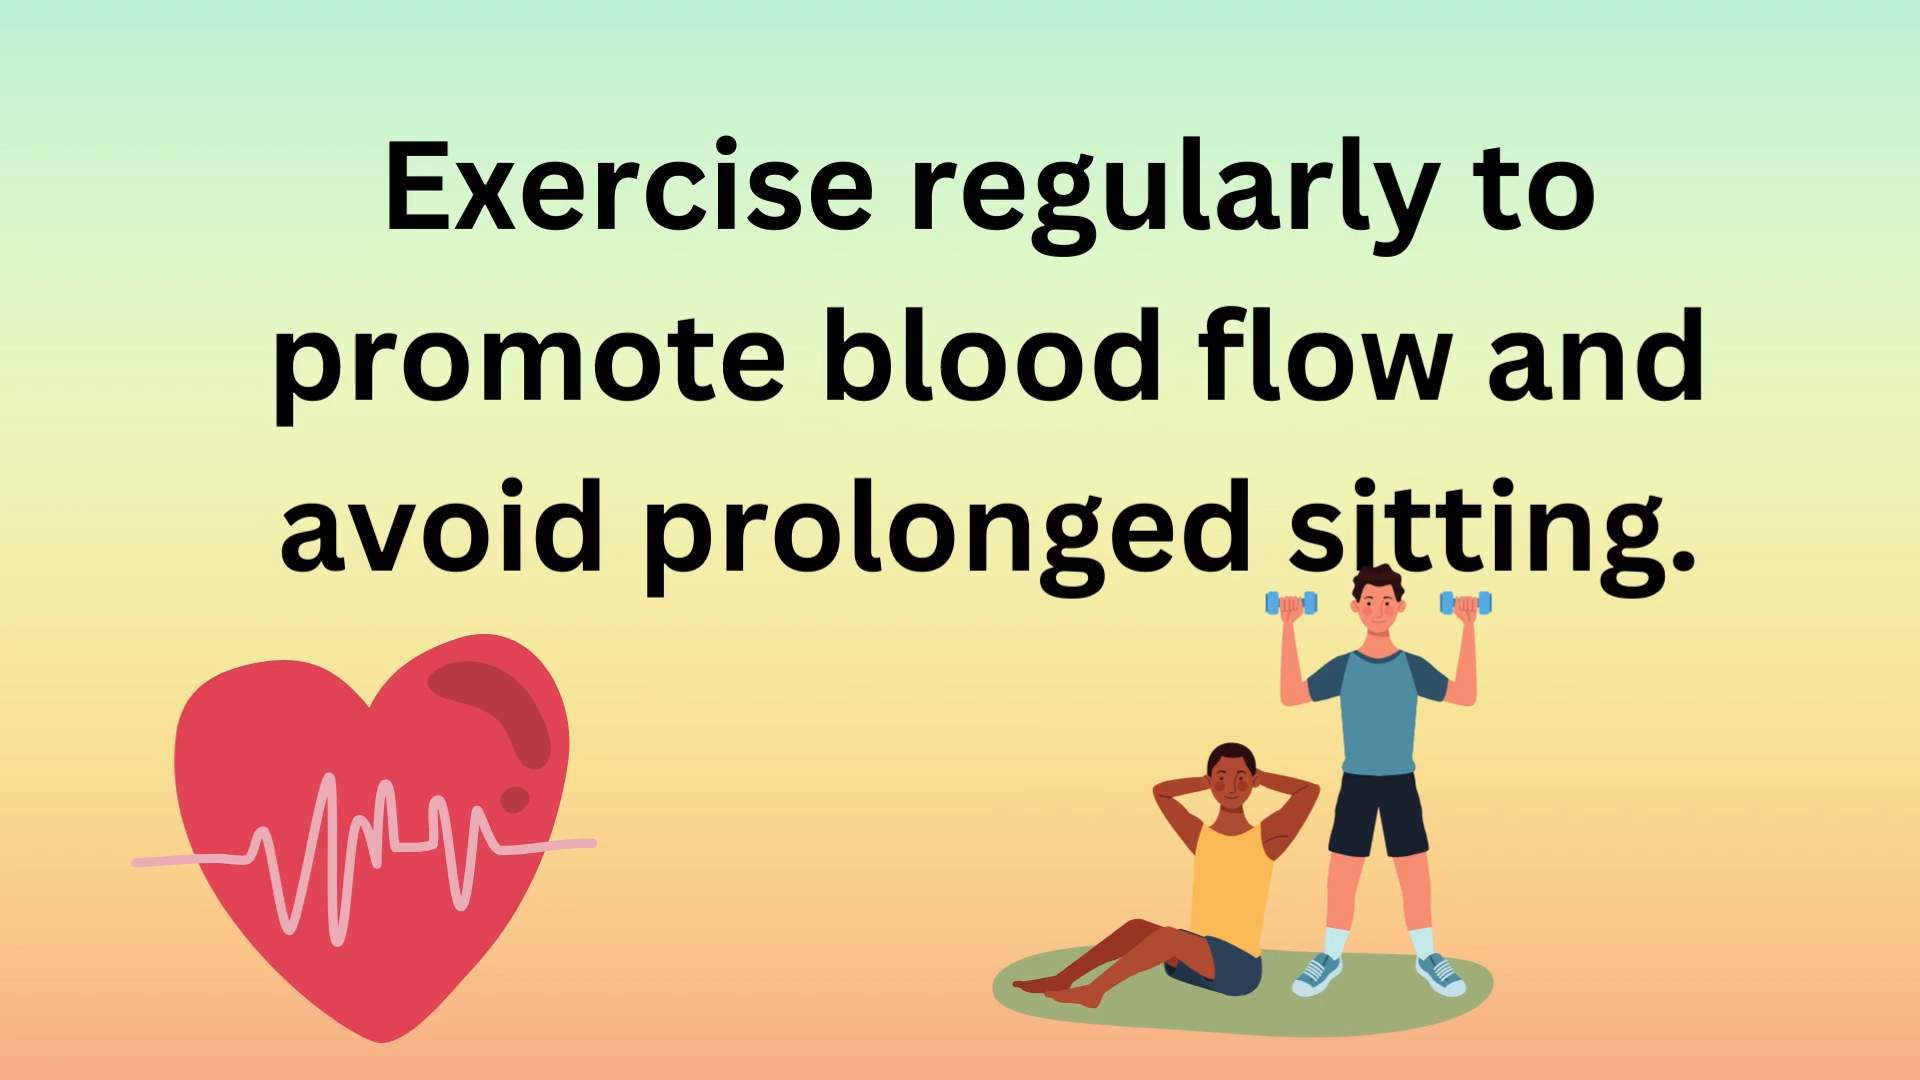 Exercise regularly to
promote blood flow and
avoid prolonged sitting.